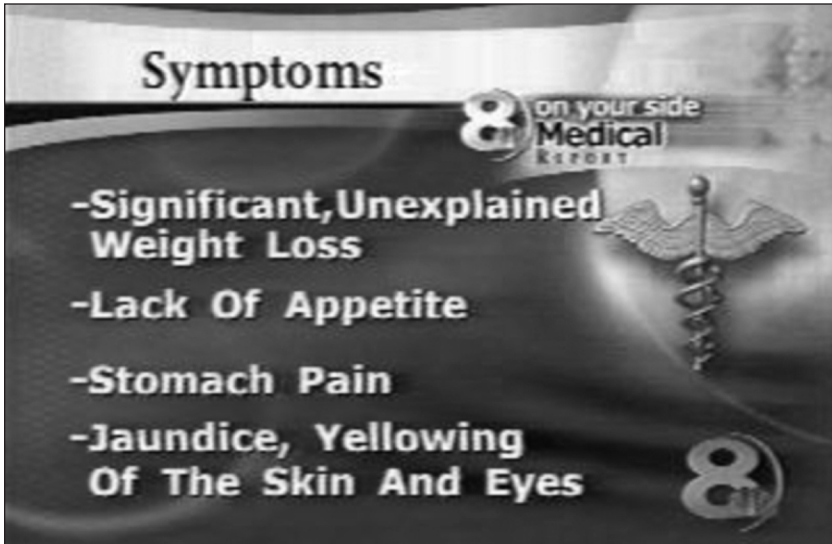 Symptoms
8 on your side
Medical
REPORT
-Significant,Unexplained
Weight Loss
-Lack Of Appetite
-Stomach Pain
-Jaundice, Yellowing
Of The Skin And Eyes
8